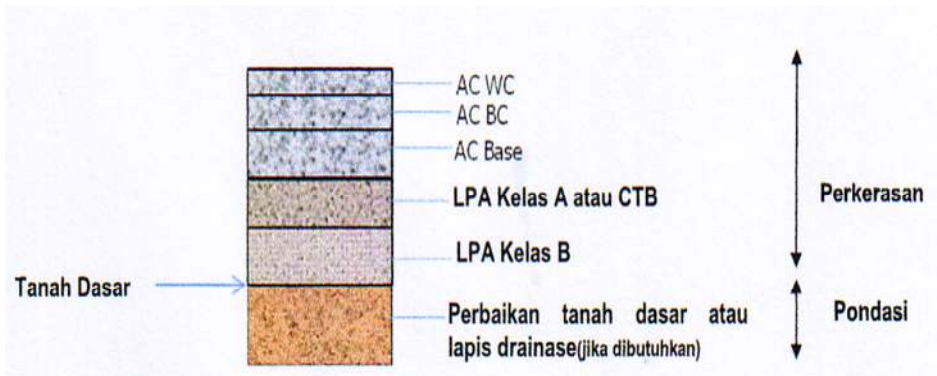 AC WC
AC BC
AC Base
LPA Kelas A atau CTB
Perkerasan
LPA Kelas B
Tanah Dasar
Perbaikan tanah dasar atau
lapis drainase(jika dibutuhkan)
Pondasi